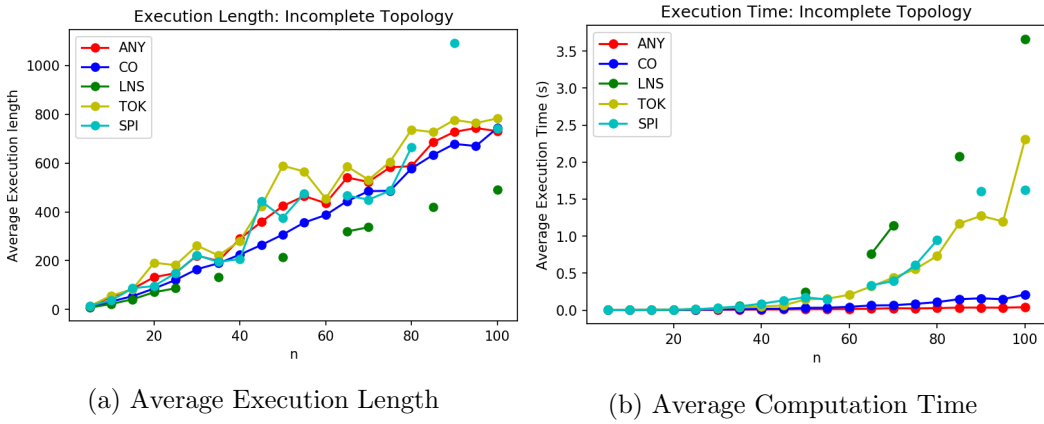 Execution Length: Incomplete Topology
ANY
CO
LNS
TOK
SPI
Average Execution length
1000
800
600
400
200
0
20
40
60
80
100
n
(a) Average Execution Length
Execution Time: Incomplete Topology
ANY
CO
LNS
TOK
SPI
Average Execution Time (s)
3.5
3.0
2.5
2.0
1.5
1.0
0.5
0.0
20
40
60
80
100
n
(b) Average Computation Time